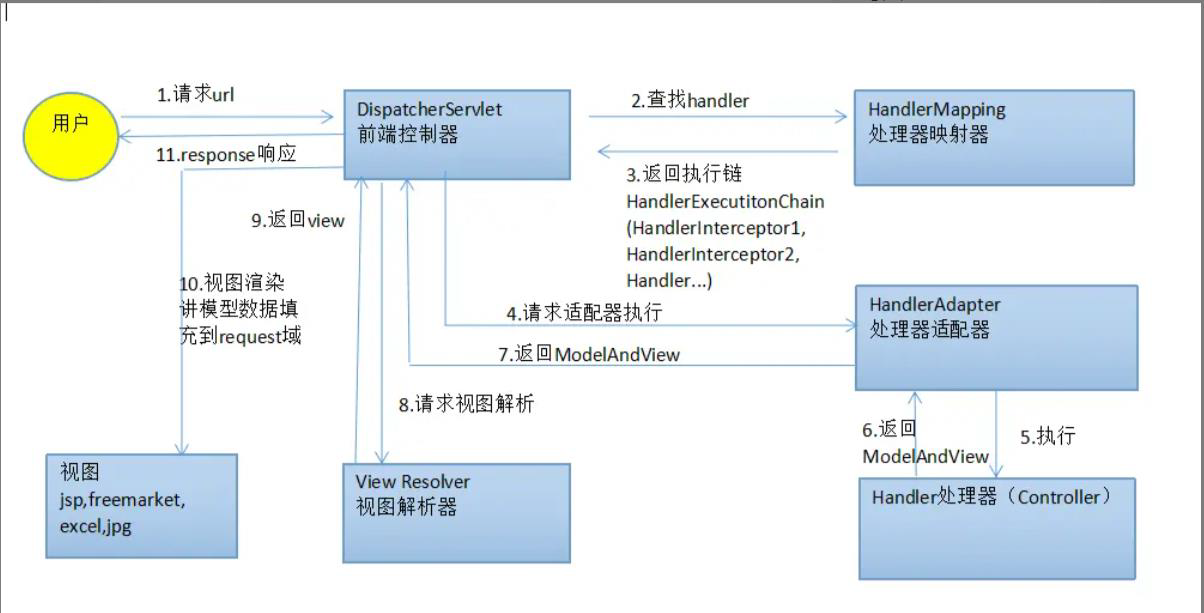 1.请求url
用户
DispatcherServlet
前端控制器
2.查找handler
HandlerMapping
处理器映射器
11.response响应
3.返回执行链
HandlerExecutitonChain
(HandlerInterceptor1,
HandlerInterceptor2,
Handler...)
9.返回view
10.视图渲染
讲模型数据填
充到request域
4.请求适配器执行
HandlerAdapter
处理器适配器
7.返回ModelAndView
8.请求视图解析
6.返回
ModelAndView
5.执行
视图
jsp,freemarket,
excel,jpg
View Resolver
视图解析器
Handler处理器（Controller）